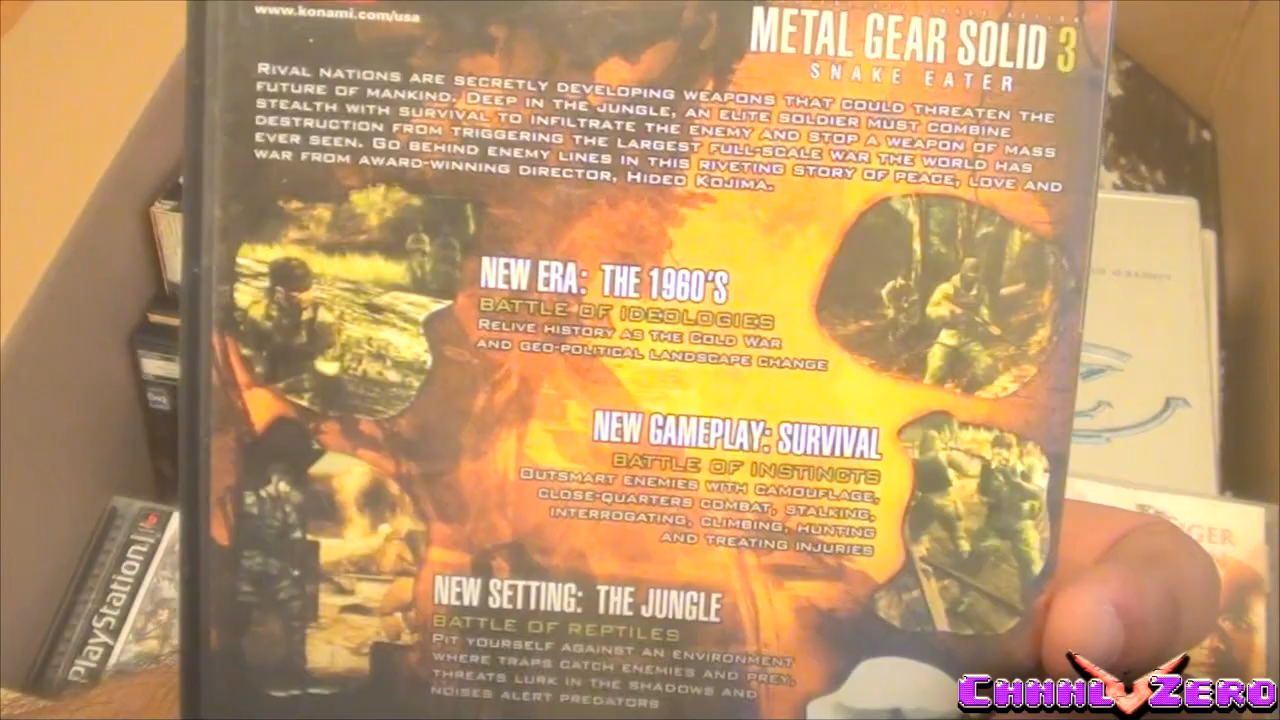 www.konami.com/usa
METAL GEAR SOLID 3
SNAKE EATER
RIVAL NATIONS ARE SECRETLY DEVELOPING WEAPONS THAT COULD THREATEN THE
FUTURE OF MANKIND. DEEP IN THE JUNGLE, AN ELITE SOLDIER MUST COMBINE
STEALTH WITH SURVIVAL TO INFILTRATE THE ENEMY AND STOP A WEAPON OF MASS
DESTRUCTION FROM TRIGGERING THE LARGEST FULL-SCALE WAR THE WORLD HAS
EVER SEEN. GO BEHIND ENEMY LINES IN THIS RIVETING STORY OF PEACE, LOVE AND
WAR FROM AWARD-WINNING DIRECTOR, HIDEO KOJIMA.
NEW ERA: THE 1960'S
BATTLE OF IDEOLOGIES
RELIVE HISTORY AS THE COLD WAR
AND GEO-POLITICAL LANDSCAPE CHANGE
NEW GAMEPLAY: SURVIVAL
BATTLE OF INSTINCTS
OUTSMART ENEMIES WITH CAMOUFLAGE,
CLOSE-QUARTERS COMBAT, STALKING,
INTERROGATING, CLIMBING, HUNTING
AND TREATING INJURIES
NEW SETTING: THE JUNGLE
BATTLE OF REPTILES
PIT YOURSELF AGAINST AN ENVIRONMENT
WHERE TRAPS CATCH ENEMIES AND PREY,
THREATS LURK IN THE SHADOWS AND
NOISES ALERT PREDATORS
PlayStation